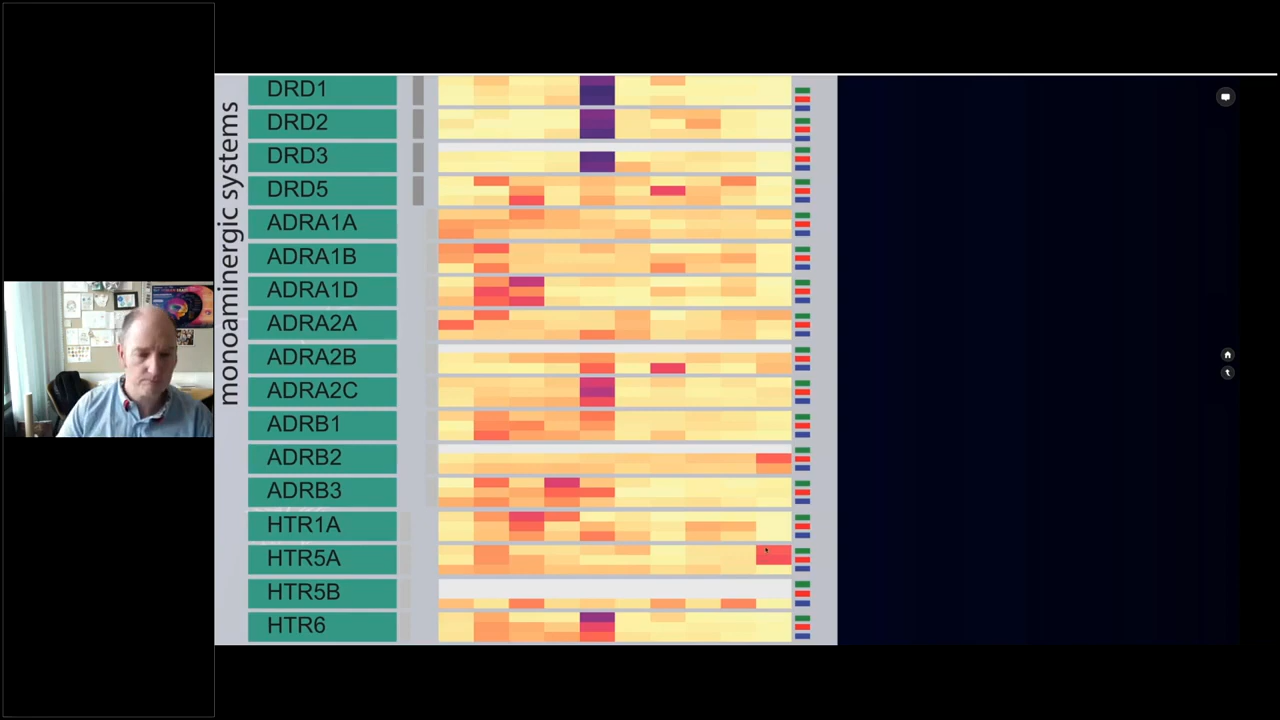 monoaminergic systems
DRD1
DRD2
DRD3
DRD5
ADRA1A
ADRA1B
ADRA1D
ADRA2A
ADRA2B
ADRA2C
ADRB1
ADRB2
ADRB3
HTR1A
HTR5A
HTR5B
HTR6